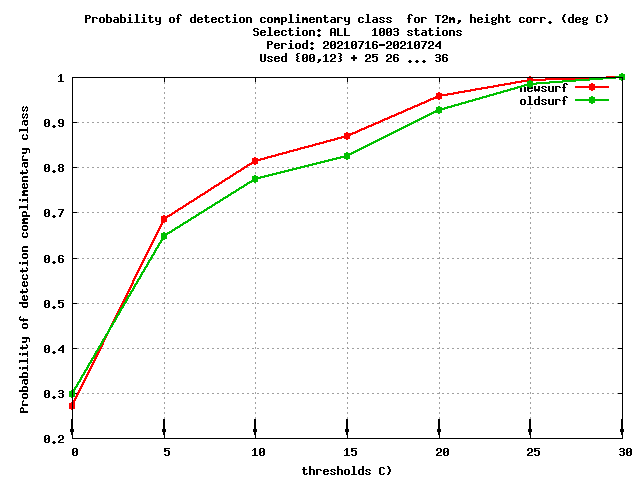 Probability of detection complimentary class  for T2m, height corr. (deg C)
Selection: ALL   1003 stations
Period: 20210716-20210724
Used {00,12} + 25 26 ... 36
newsurf
oldsurf
1
0.9
0.8
0.7
0.6
0.5
0.4
0.3
0.2
Probability of detection complimentary class
0 5 10 15 20 25 30
thresholds C)